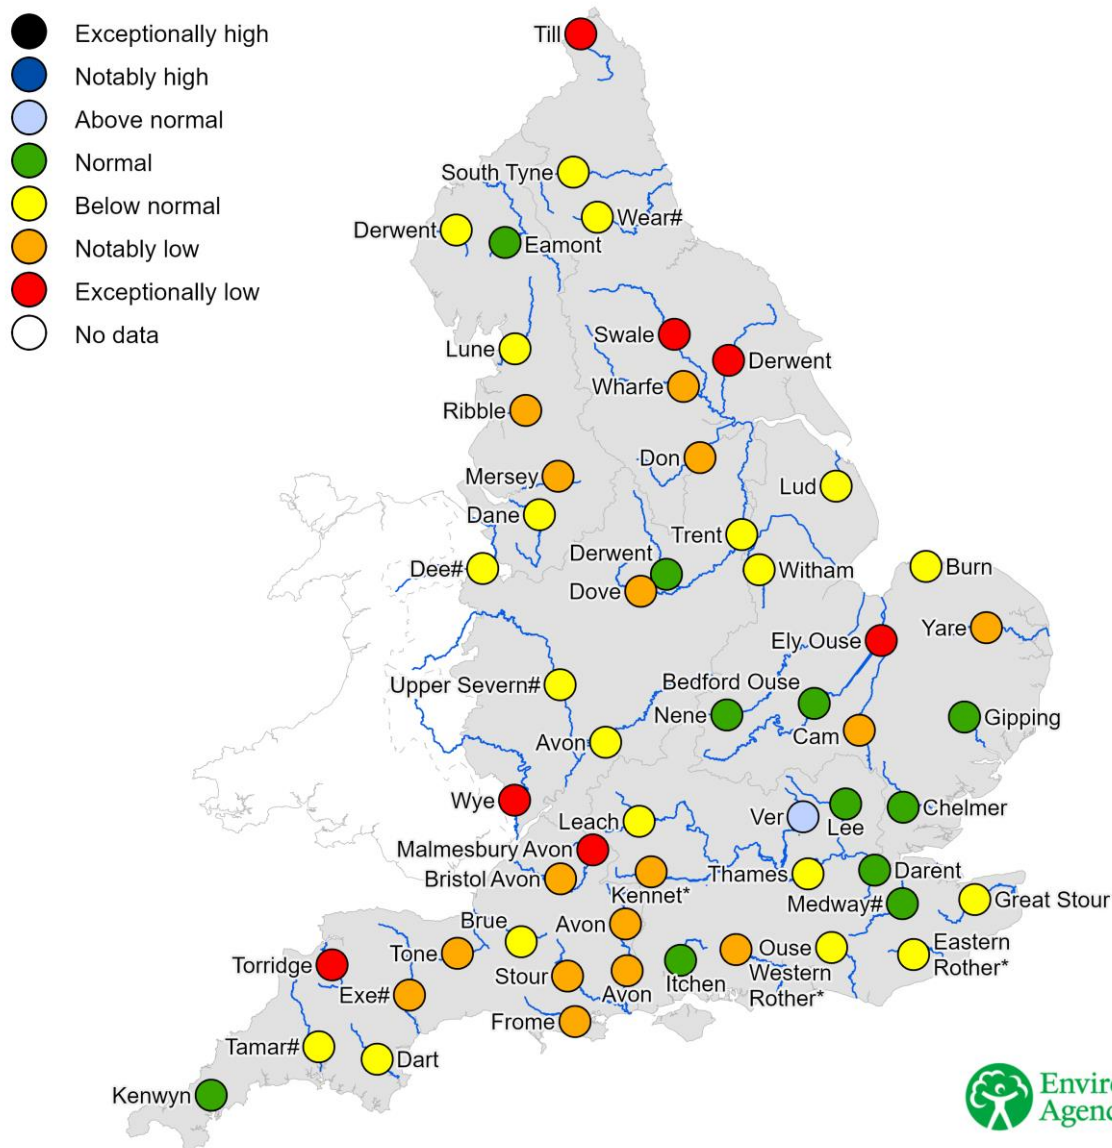 Exceptionally high
Notably high
Above normal
Normal
Below normal
Notably low
Exceptionally low
No data
Till
South Tyne
Wear#
Derwent
Eamont
Swale
Derwent
Lune
Wharfe
Ribble
Don
Mersey
Lud
Dane
Trent
Derwent
Dee#
Witham
Burn
Dove
Yare
Ely Ouse
Upper Severn#
Bedford Ouse
Nene
Gipping
Cam
Avon
Wye
Chelmer
Ver
Lee
Leach
Malmesbury Avon
Thames
Darent
Bristol Avon
Kennet*
Medway#
Great Stour
Brue
Avon
Tone
Ouse
Eastern
Rother*
Torridge
Stour
Avon
Itchen
Western
Rother*
Exe#
Frome
Tamar#
Dart
Kenwyn
Enviro
Agenc